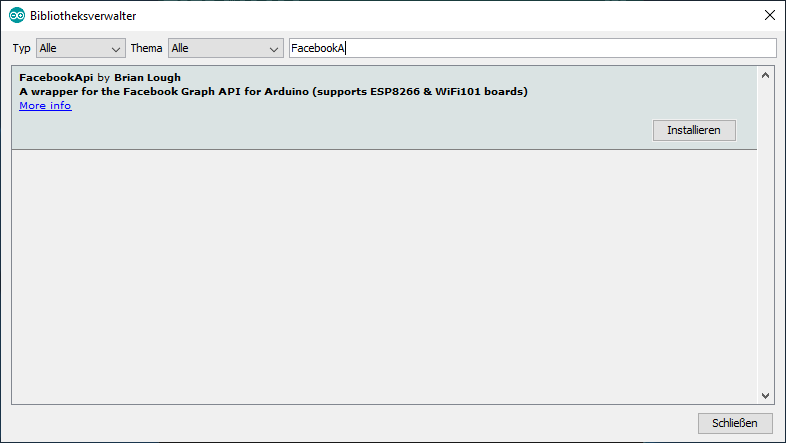 Bibliotheksverwalter
Typ Alle Thema Alle FacebookA
FacebookApi by Brian Lough
A wrapper for the Facebook Graph API for Arduino (supports ESP8266 & WiFi101 boards)
More info
Installieren
Schließen